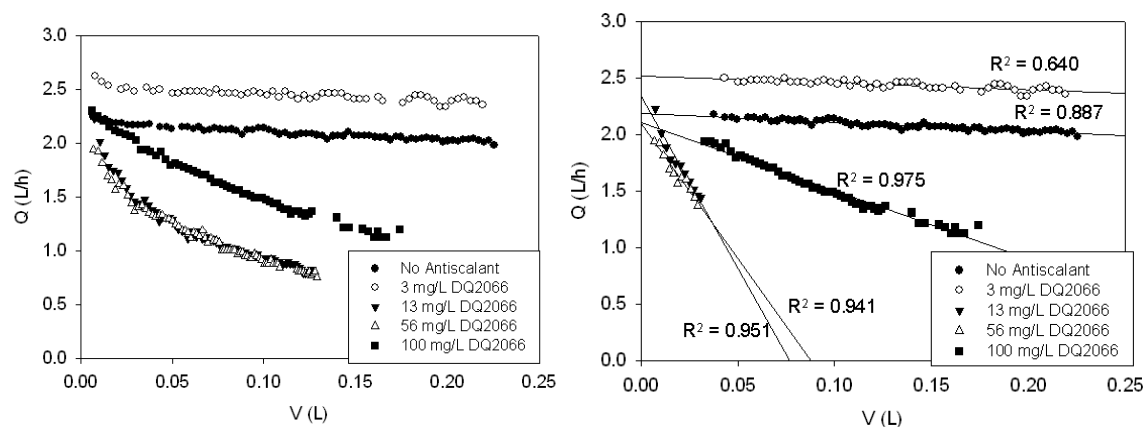 3.0
2.5
2.0
1.5
1.0
0.5
0.0
Q (L/h)
No Antiscalant
3 mg/L DQ2066
13 mg/L DQ2066
56 mg/L DQ2066
100 mg/L DQ2066
0.00 0.05 0.10 0.15 0.20 0.25
V (L)
3.0
2.5
2.0
1.5
1.0
0.5
0.0
Q (L/h)
R² = 0.640
R² = 0.887
R² = 0.975
R² = 0.941
R² = 0.951
No Antiscalant
3 mg/L DQ2066
13 mg/L DQ2066
56 mg/L DQ2066
100 mg/L DQ2066
0.00 0.05 0.10 0.15 0.20 0.25
V (L)